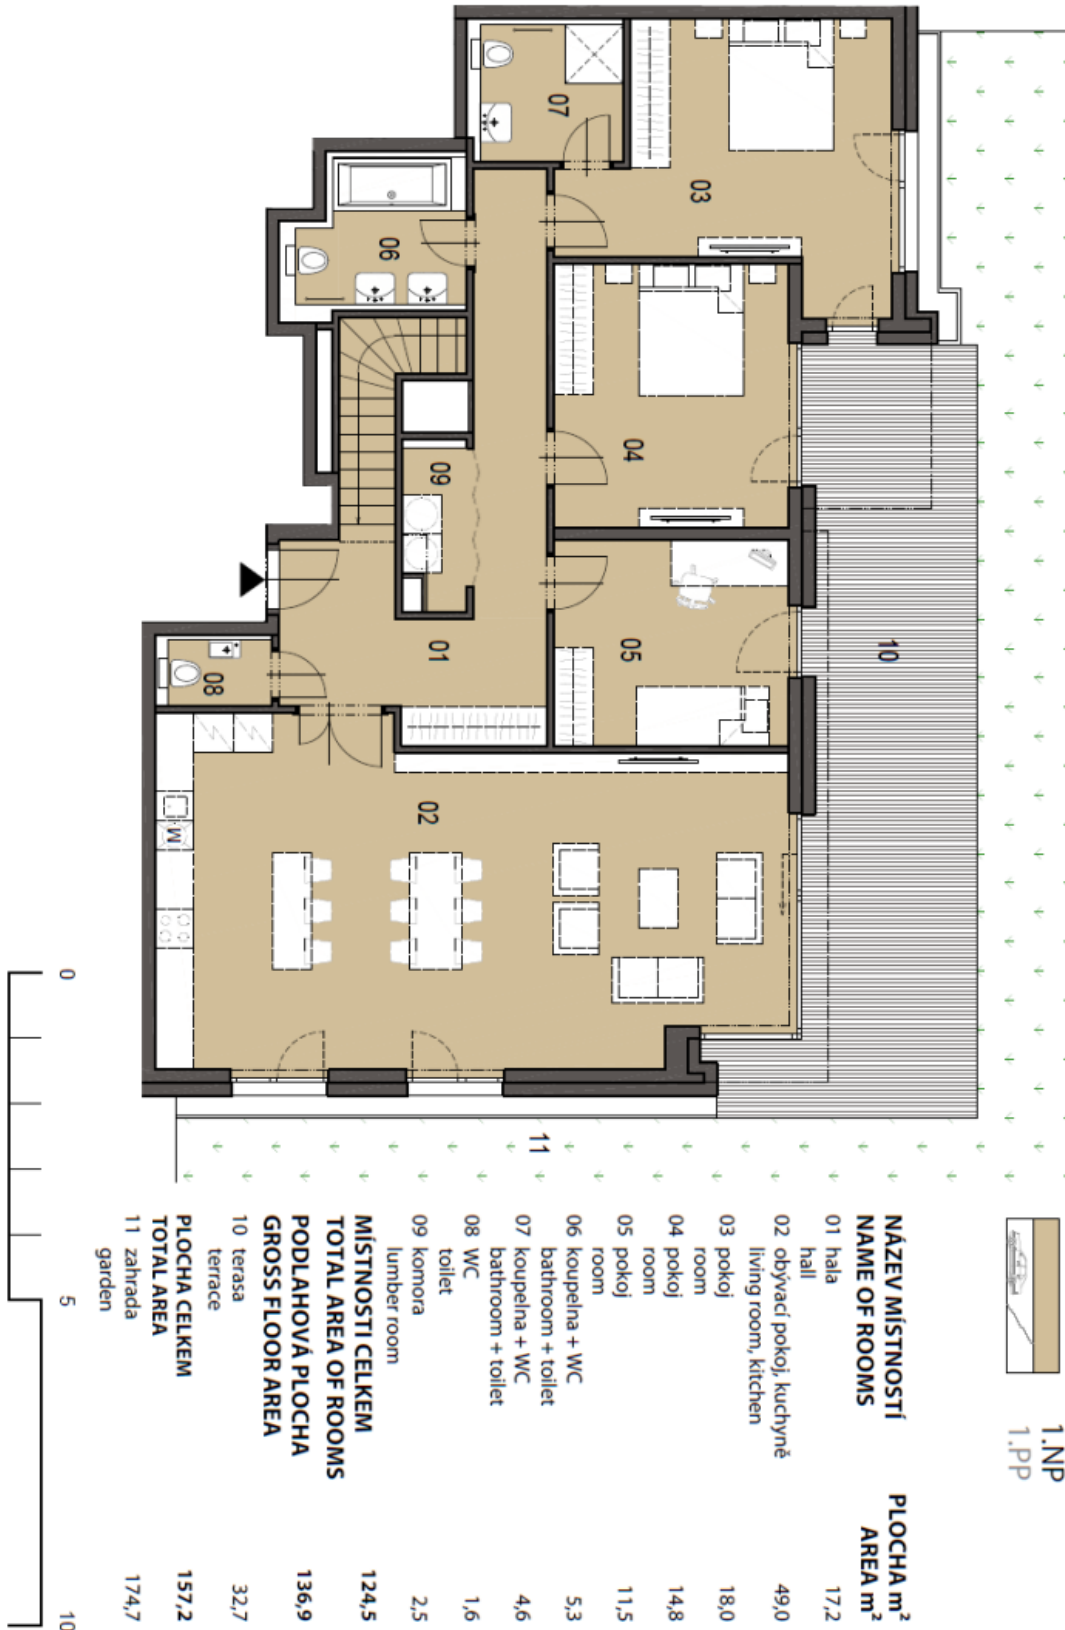 1.NP
1.PP
NÁZEV MÍSTNOSTÍ PLOCHA m²
NAME OF ROOMS AREA m²
01 hala 17,2
hall
02 obývací pokoj, kuchyně 49,0
living room, kitchen
03 pokoj 18,0
room
04 pokoj 14,8
room
05 pokoj 11,5
room
06 koupelna + WC 5,3
bathroom + toilet
07 koupelna + WC 4,6
bathroom + toilet
08 WC 1,6
toilet
09 komora 2,5
lumber room
MÍSTNOSTI CELKEM 124,5
TOTAL AREA OF ROOMS
PODLAHOVÁ PLOCHA 136,9
GROSS FLOOR AREA
10 terasa 32,7
terrace
PLOCHA CELKEM 157,2
TOTAL AREA
11 zahrada 174,7
garden
07
03
06
04
09
05
10
01
08
02
M
11
0 5 10